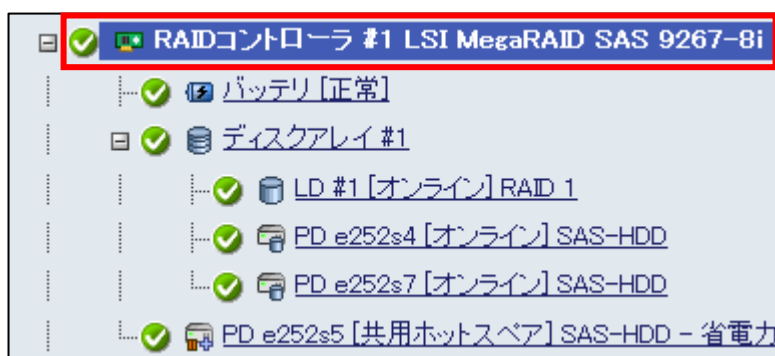 RAIDコントローラ #1 LSI MegaRAID SAS 9267-8i
バッテリ [正常]
ディスクアレイ #1
LD #1 [オンライン] RAID 1
PD e252s4 [オンライン] SAS-HDD
PD e252s7 [オンライン] SAS-HDD
PD e252s5 [共用ホットスペア] SAS-HDD - 省電力